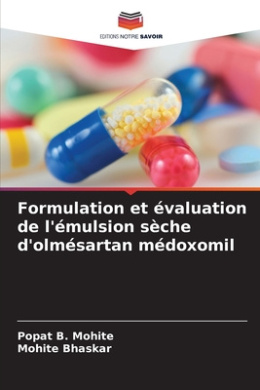 EDITIONS NOTRE SAVOIR
Formulation et évaluation
de l'émulsion sèche
d'olmésartan médoxomil
Popat B. Mohite
Mohite Bhaskar